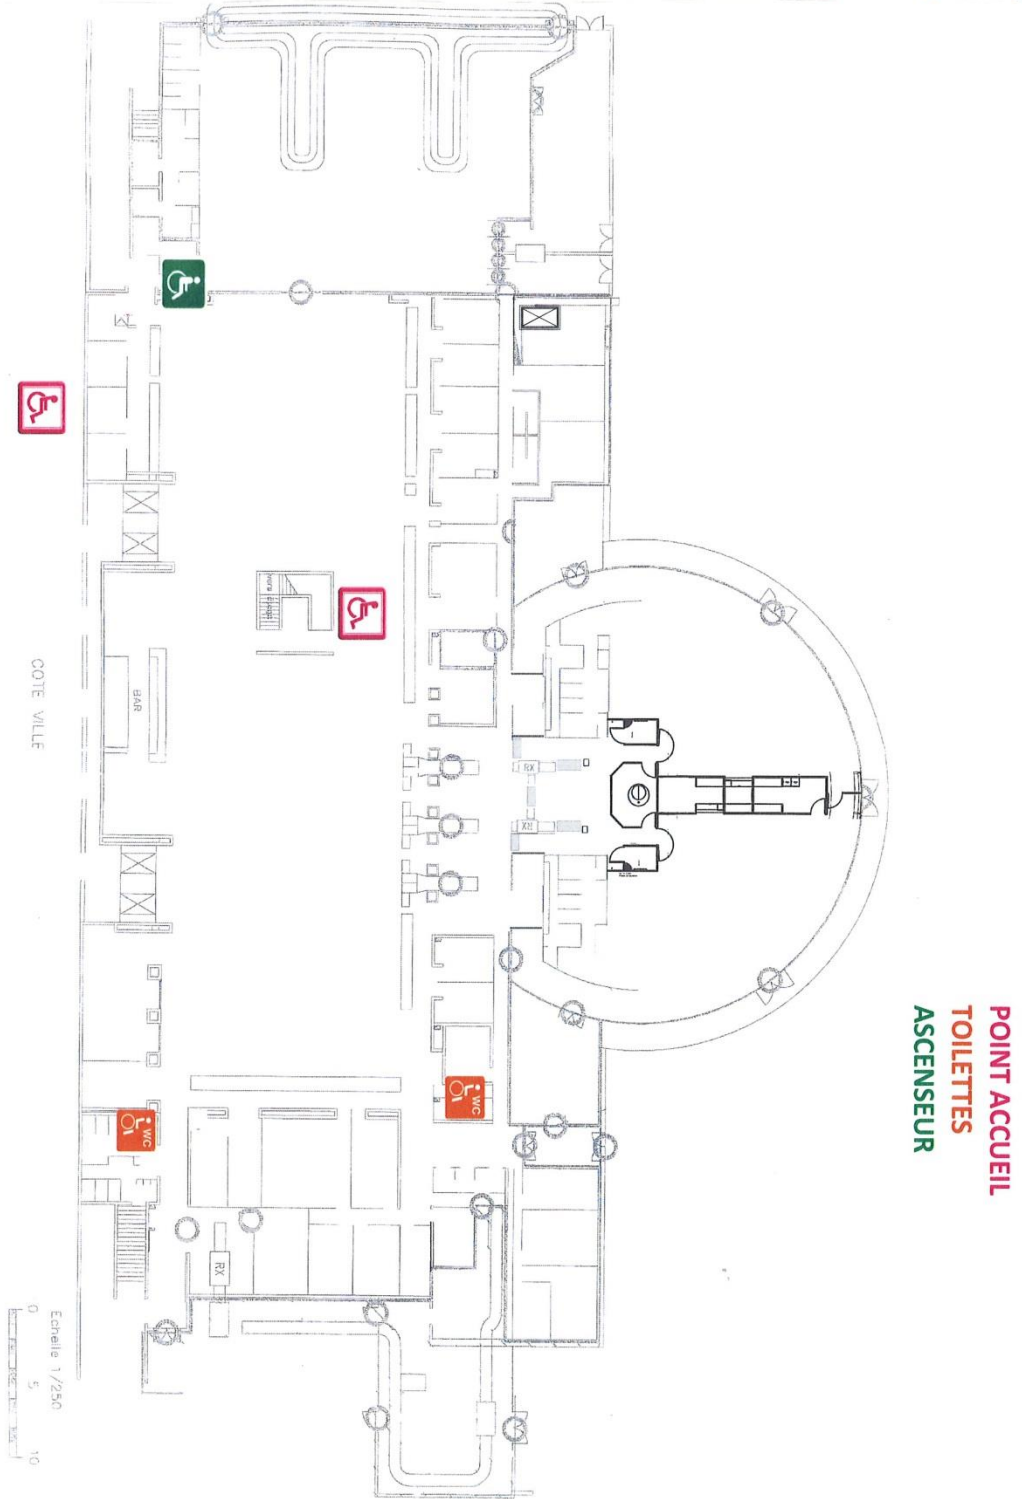 POINT ACCUEIL
TOILETTES
ASCENSEUR
RX
RX
BAR
WC
WC
RX
COTE VILLE
Echelle 1/250
0 5 10